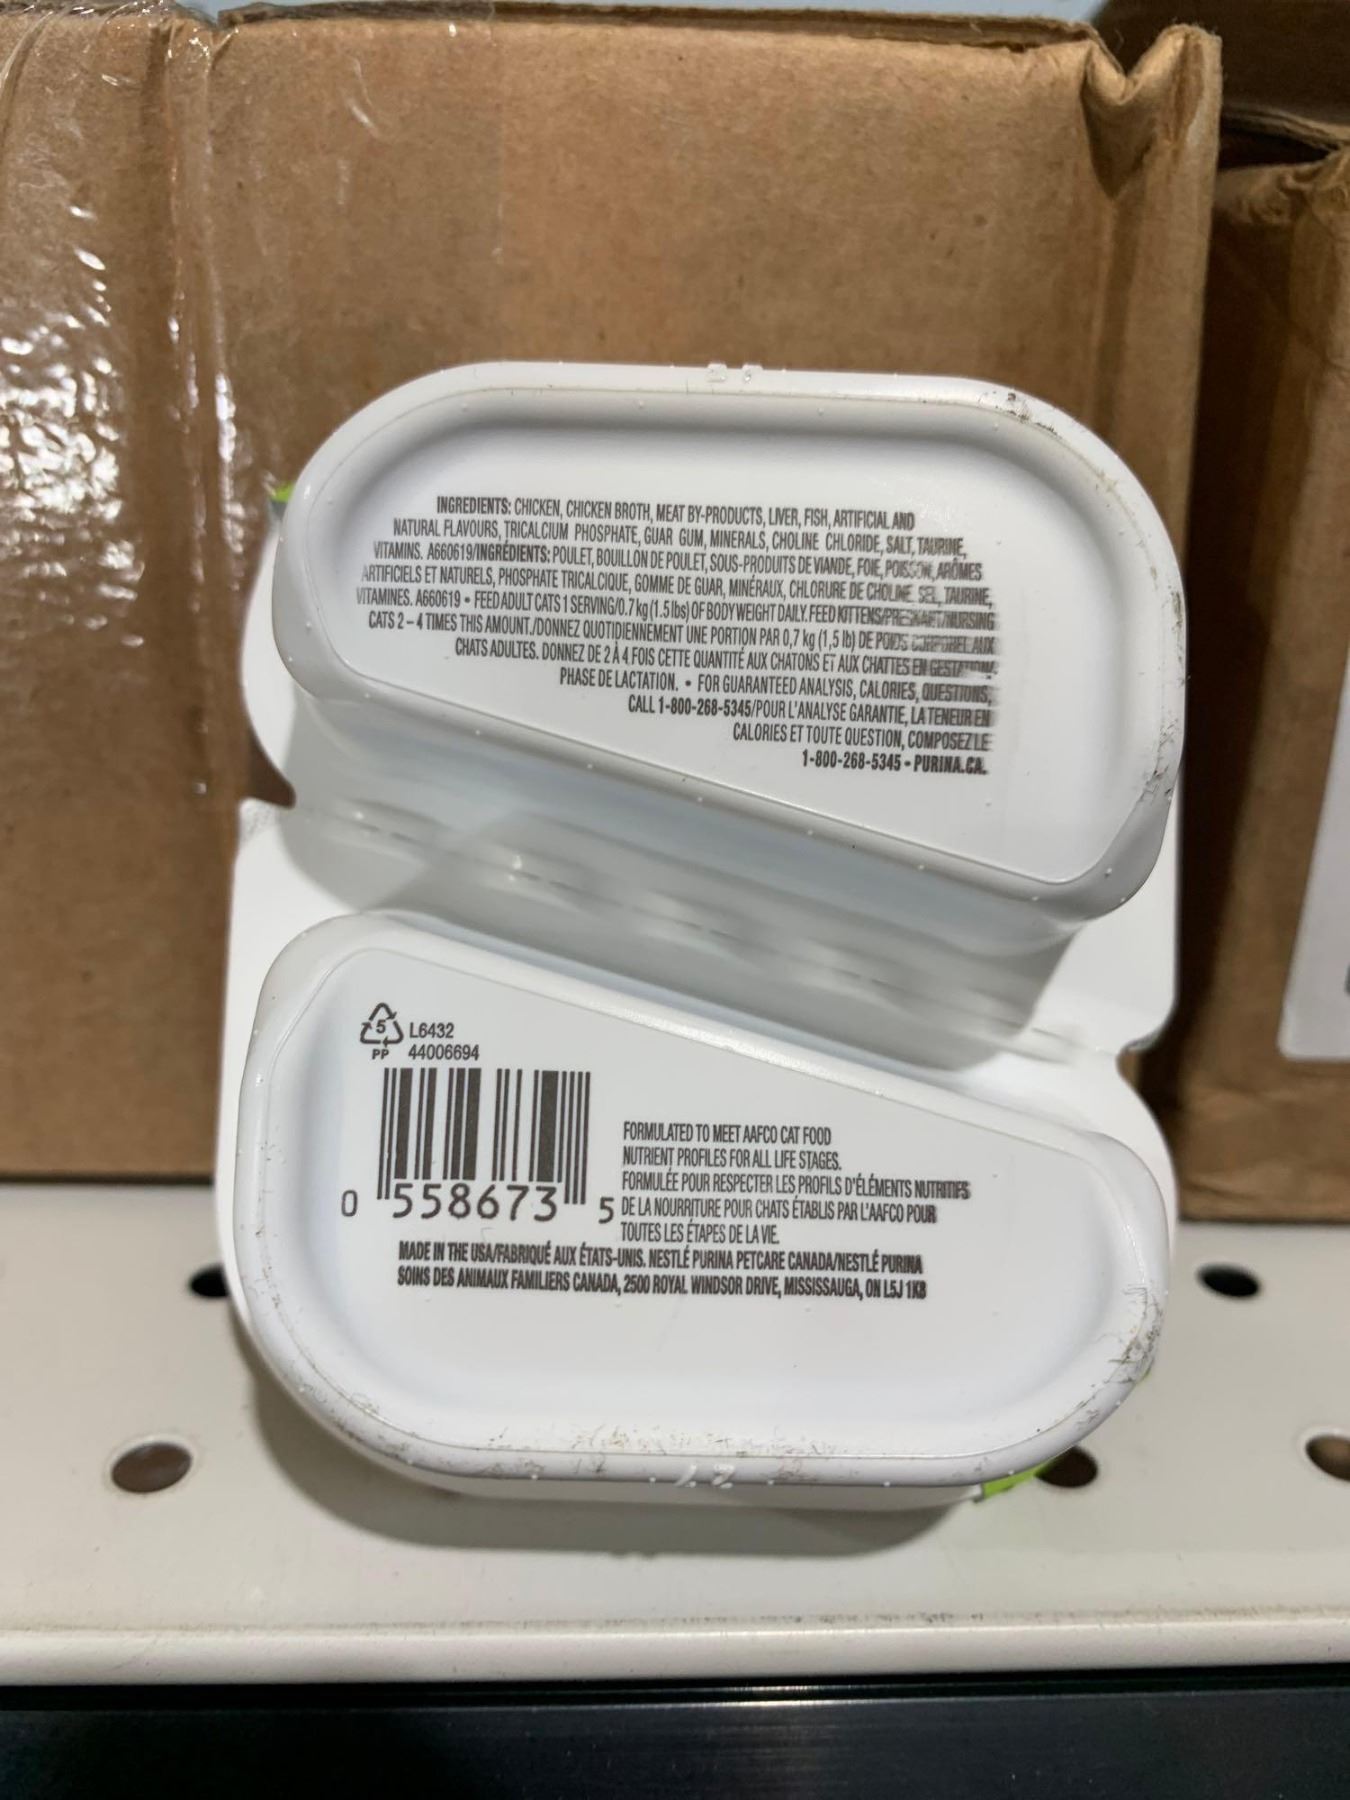 INGREDIENTS: CHICKEN, CHICKEN BROTH, MEAT BY-PRODUCTS, LIVER, FISH, ARTIFICIAL AND
NATURAL FLAVOURS, TRICALCIUM PHOSPHATE, GUAR GUM, MINERALS, CHOLINE CHLORIDE, SALT, TAURINE,
VITAMINS. A660619/INGRÉDIENTS: POULET, BOUILLON DE POULET, SOUS-PRODUITS DE VIANDE, FOIE, POISSON, ARÔMES
ARTIFICIELS ET NATURELS, PHOSPHATE TRICALCIQUE, GOMME DE GUAR, MINÉRAUX, CHLORURE DE CHOLINE, SEL, TAURINE,
VITAMINES. A660619 • FEED ADULT CATS 1 SERVING/0.7 kg (1.5 lbs) OF BODY WEIGHT DAILY. FEED KITTENS/PREGNANT/NURSING
CATS 2 – 4 TIMES THIS AMOUNT./DONNEZ QUOTIDIENNEMENT UNE PORTION PAR 0,7 kg (1,5 lb) DE POIDS CORPOREL AUX
CHATS ADULTES. DONNEZ DE 2 À 4 FOIS CETTE QUANTITÉ AUX CHATONS ET AUX CHATTES EN GESTATION/
PHASE DE LACTATION. • FOR GUARANTEED ANALYSIS, CALORIES, QUESTIONS,
CALL 1-800-268-5345/POUR L'ANALYSE GARANTIE, LA TENEUR EN
CALORIES ET TOUTE QUESTION, COMPOSEZ LE
1-800-268-5345 • PURINA.CA.
5 L6432
PP 44006694
0 558673 5
FORMULATED TO MEET AAFCO CAT FOOD
NUTRIENT PROFILES FOR ALL LIFE STAGES.
FORMULÉE POUR RESPECTER LES PROFILS D'ÉLÉMENTS NUTRITIFS
DE LA NOURRITURE POUR CHATS ÉTABLIS PAR L'AAFCO POUR
TOUTES LES ÉTAPES DE LA VIE.
MADE IN THE USA/FABRIQUÉ AUX ÉTATS-UNIS. NESTLÉ PURINA PETCARE CANADA/NESTLÉ PURINA
SOINS DES ANIMAUX FAMILIERS CANADA, 2500 ROYAL WINDSOR DRIVE, MISSISSAUGA, ON L5J 1K8